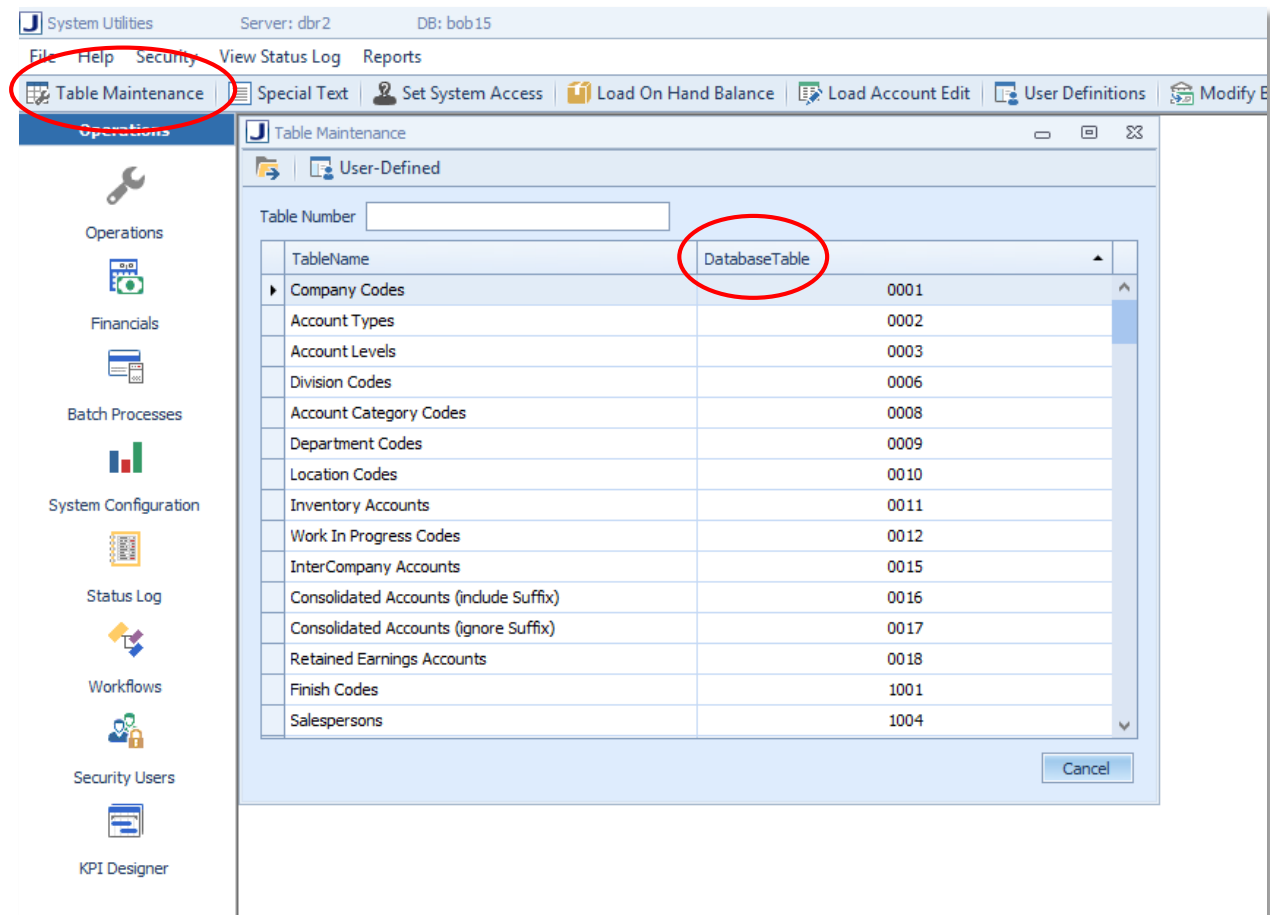 System Utilities Server: dbr2 DB: bob15
File Help Security View Status Log Reports
Table Maintenance Special Text Set System Access Load On Hand Balance Load Account Edit User Definitions Modify
Operations
Operations
Financials
Batch Processes
System Configuration
Status Log
Workflows
Security Users
KPI Designer
Table Maintenance
User-Defined
Table Number
TableName DatabaseTable
Company Codes 0001
Account Types 0002
Account Levels 0003
Division Codes 0006
Account Category Codes 0008
Department Codes 0009
Location Codes 0010
Inventory Accounts 0011
Work In Progress Codes 0012
InterCompany Accounts 0015
Consolidated Accounts (include Suffix) 0016
Consolidated Accounts (ignore Suffix) 0017
Retained Earnings Accounts 0018
Finish Codes 1001
Salespersons 1004
Cancel